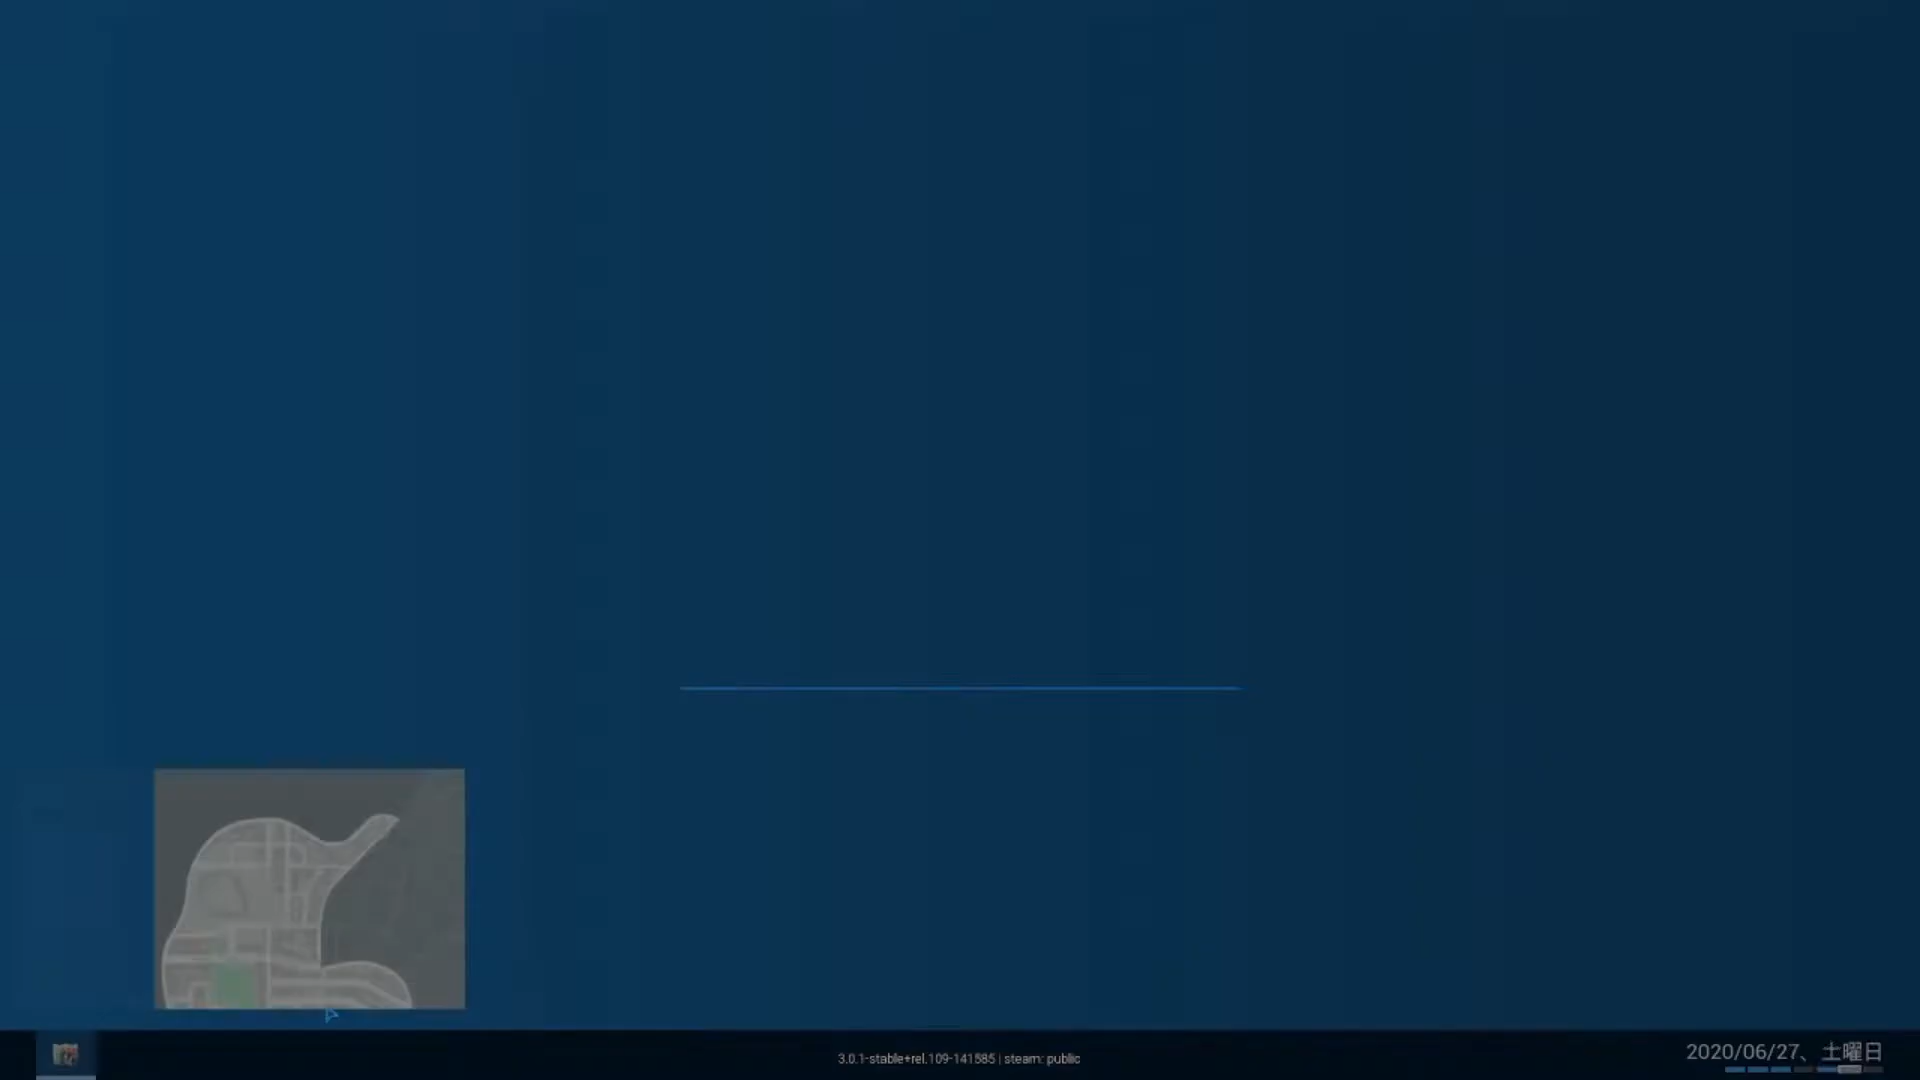 3.0.1-stable+rel.109-141585 | steam: public
2020/06/27、土曜日